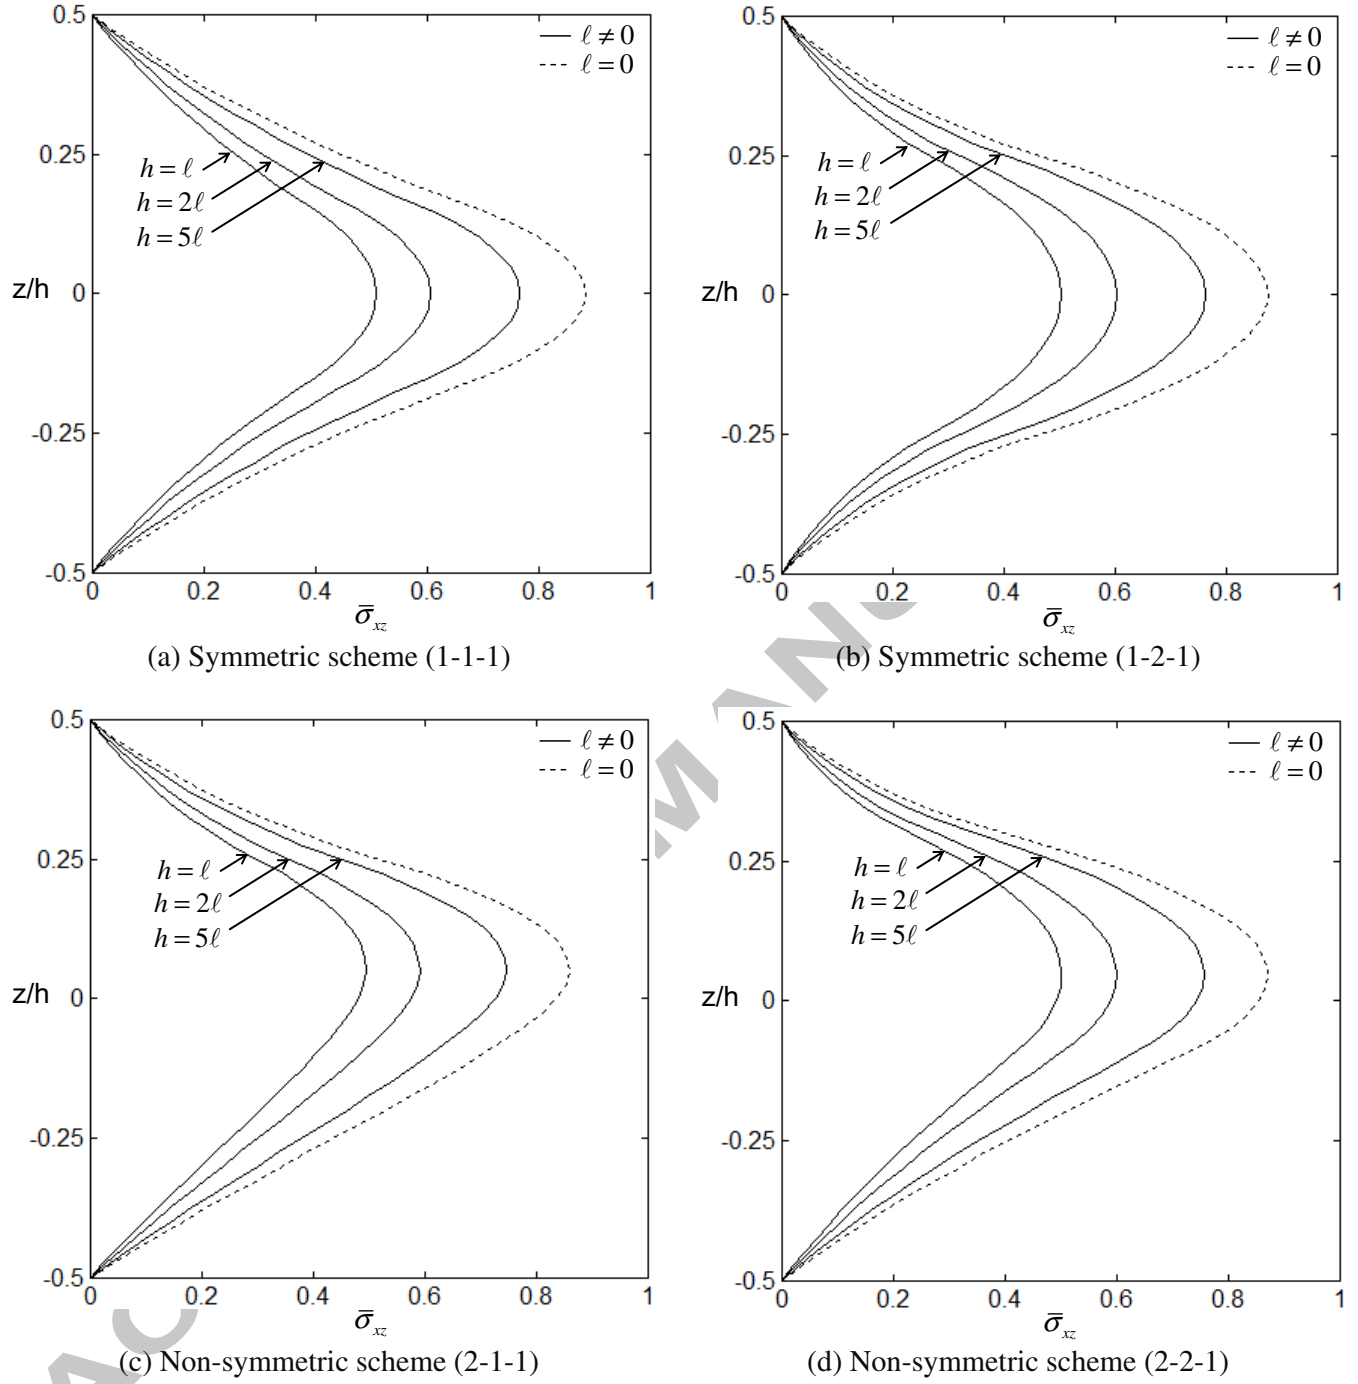 0.5
ℓ ≠ 0
ℓ = 0
0.25
h = ℓ
h = 2ℓ
h = 5ℓ
z/h
0
-0.25
-0.5
0 0.2 0.4 0.6 0.8 1
σ̅xz
(a) Symmetric scheme (1-1-1)
0.5
ℓ ≠ 0
ℓ = 0
0.25
h = ℓ
h = 2ℓ
h = 5ℓ
z/h
0
-0.25
-0.5
0 0.2 0.4 0.6 0.8 1
σ̅xz
(b) Symmetric scheme (1-2-1)
0.5
ℓ ≠ 0
ℓ = 0
0.25
h = ℓ
h = 2ℓ
h = 5ℓ
z/h
0
-0.25
-0.5
0 0.2 0.4 0.6 0.8 1
σ̅xz
(c) Non-symmetric scheme (2-1-1)
0.5
ℓ ≠ 0
ℓ = 0
0.25
h = ℓ
h = 2ℓ
h = 5ℓ
z/h
0
-0.25
-0.5
0 0.2 0.4 0.6 0.8 1
σ̅xz
(d) Non-symmetric scheme (2-2-1)